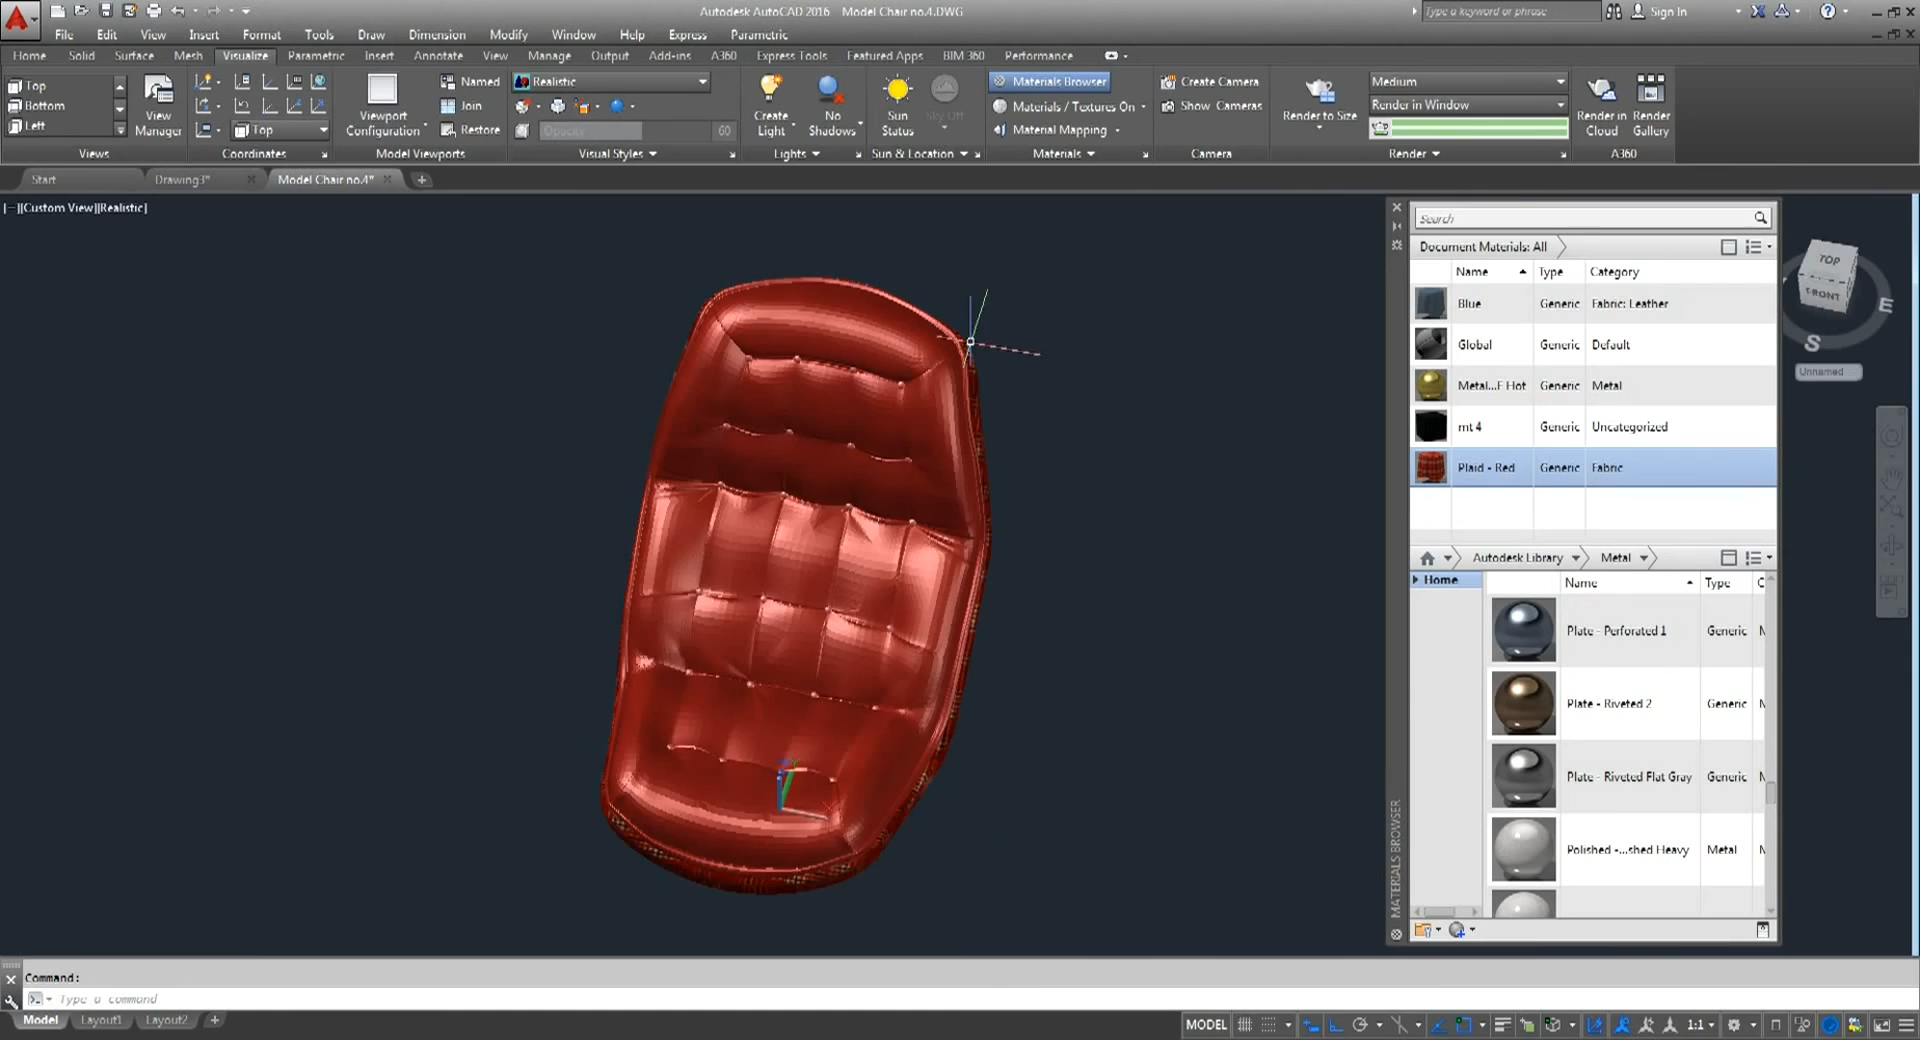 Autodesk AutoCAD 2016 Model Chair no.4.DWG
Type a keyword or phrase
Sign In
File Edit View Insert Format Tools Draw Dimension Modify Window Help Express Parametric
Home Solid Surface Mesh Visualize Parametric Insert Annotate View Manage Output Add-ins A360 Express Tools Featured Apps BIM 360 Performance
Top
Bottom
Left
View
Manager
Top
Viewport
Configuration
Named
Join
Restore
Realistic
Opacity 60
Create
Light
No
Shadows
Sun
Status
Sky Off
Materials Browser
Materials / Textures On
Material Mapping
Create Camera
Show Cameras
Render to Size
Medium
Render in Window
Render in
Cloud
Render
Gallery
Views Coordinates Model Viewports Visual Styles Lights Sun & Location Materials Camera Render A360
Start Drawing3* Model Chair no.4*
[−][Custom View][Realistic]
Search
Document Materials: All
Name Type Category
Blue Generic Fabric: Leather
Global Generic Default
Metal...F Hot Generic Metal
mt 4 Generic Uncategorized
Plaid - Red Generic Fabric
Autodesk Library Metal
Home
Name Type C
Plate - Perforated 1 Generic M
Plate - Riveted 2 Generic M
Plate - Riveted Flat Gray Generic M
Polished -...shed Heavy Metal M
MATERIALS BROWSER
TOP
FRONT
E
S
Unnamed
Command:
Type a command
Model Layout1 Layout2
MODEL 1:1